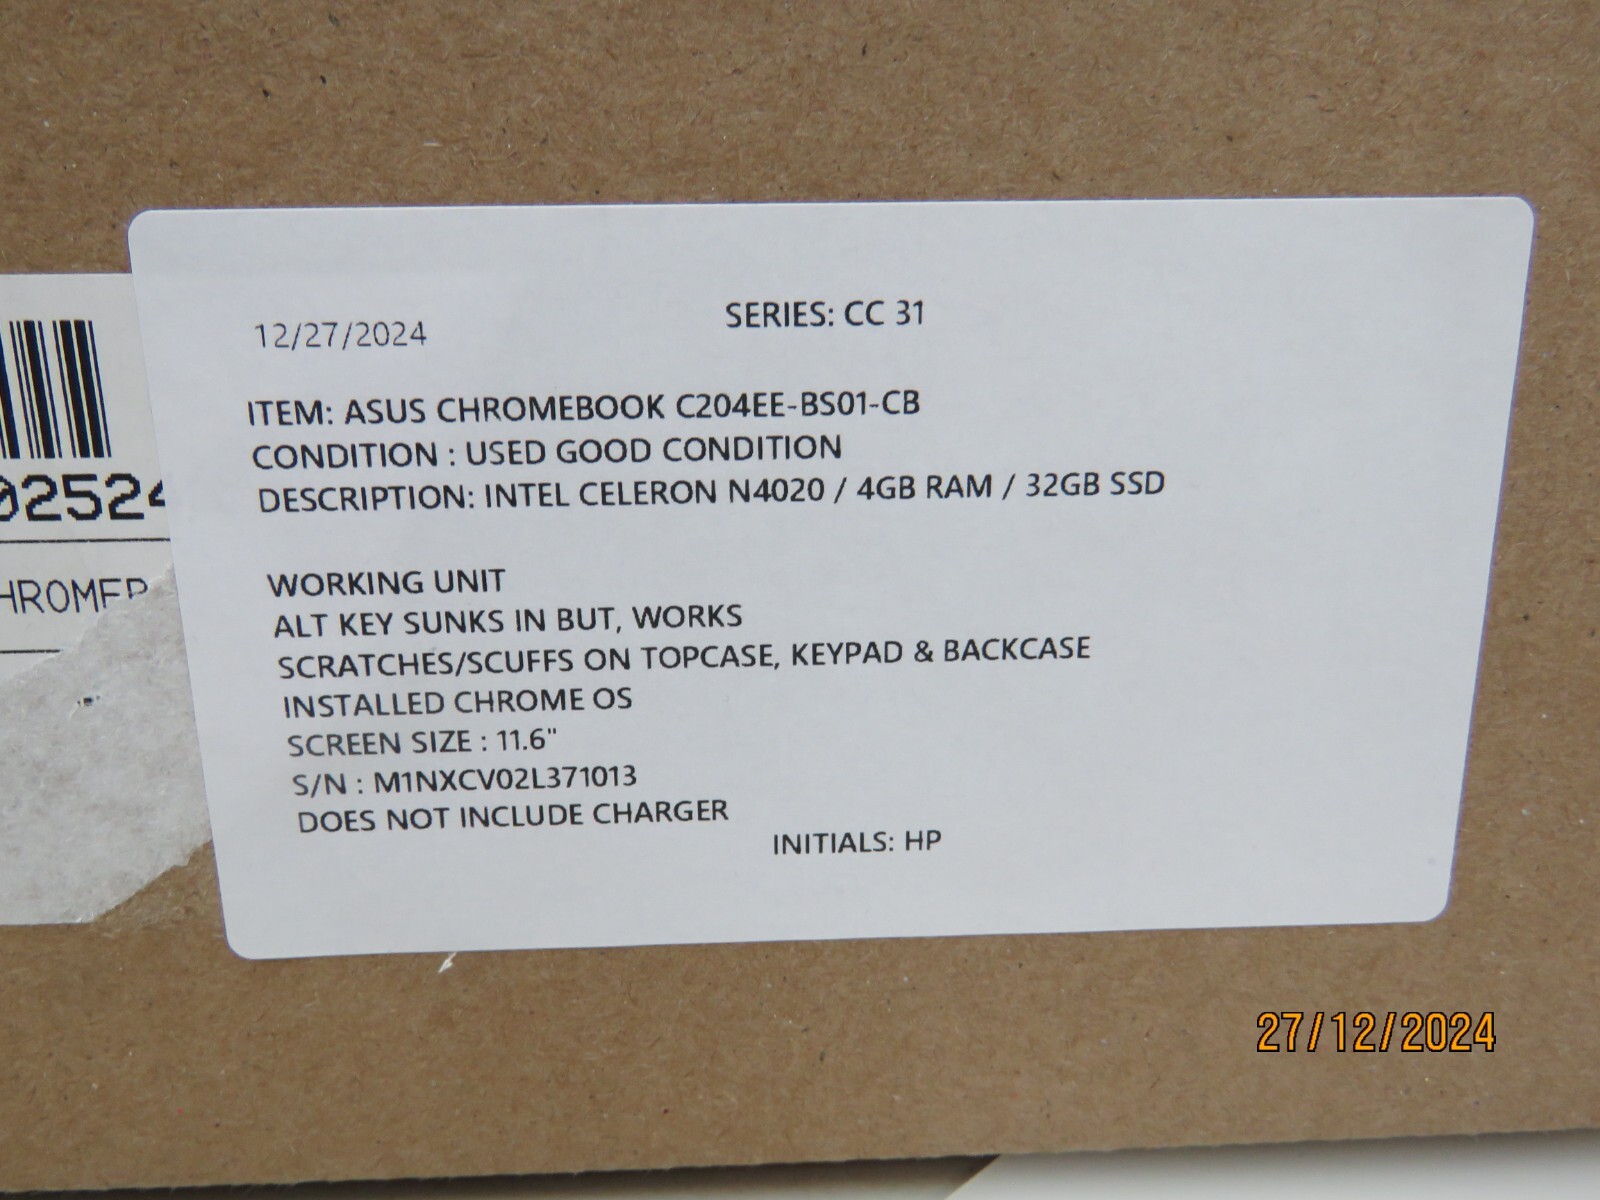 12/27/2024
SERIES: CC 31
ITEM: ASUS CHROMEBOOK C204EE-BS01-CB
CONDITION : USED GOOD CONDITION
DESCRIPTION: INTEL CELERON N4020 / 4GB RAM / 32GB SSD
WORKING UNIT
ALT KEY SUNKS IN BUT, WORKS
SCRATCHES/SCUFFS ON TOPCASE, KEYPAD & BACKCASE
INSTALLED CHROME OS
SCREEN SIZE : 11.6"
S/N : M1NXCV02L371013
DOES NOT INCLUDE CHARGER
INITIALS: HP
02524
27/12/2024